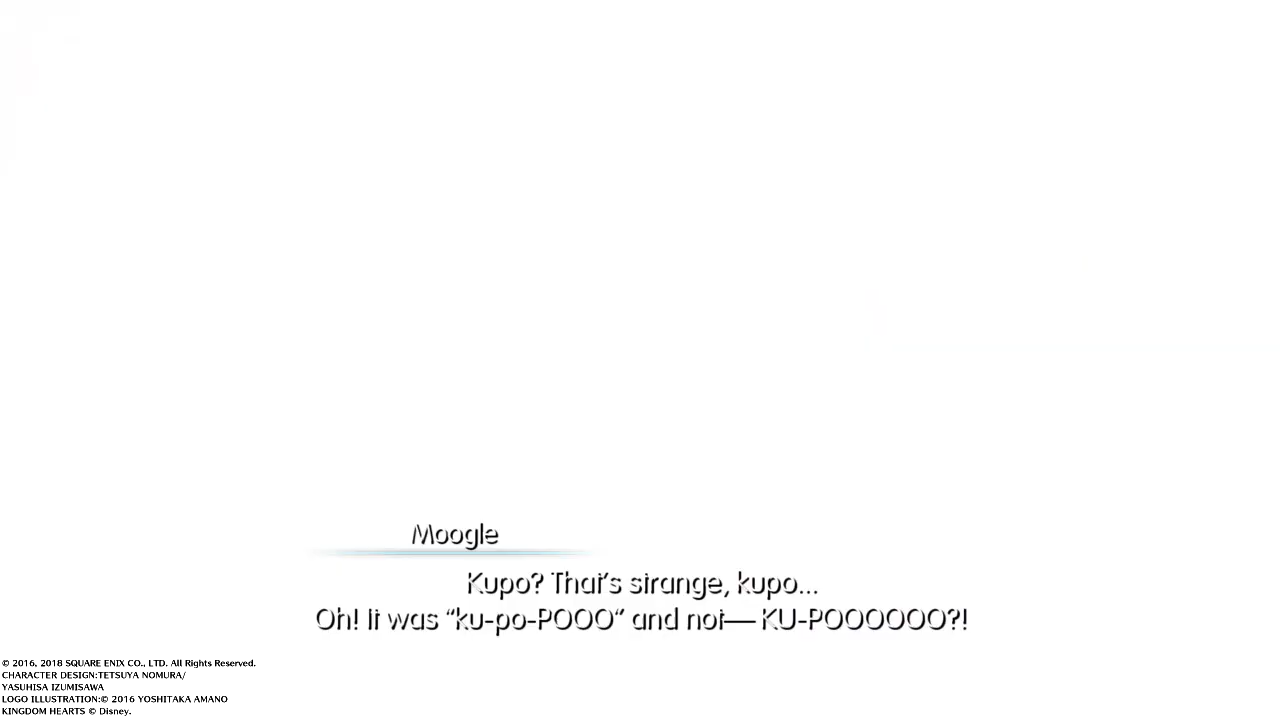 Moogle
Kupo? That's strange, kupo...
Oh! It was "ku-po-POOO" and not— KU-POOOOOO?!
© 2016, 2018 SQUARE ENIX CO., LTD. All Rights Reserved.
CHARACTER DESIGN:TETSUYA NOMURA/
YASUHISA IZUMISAWA
LOGO ILLUSTRATION:© 2016 YOSHITAKA AMANO
KINGDOM HEARTS © Disney.